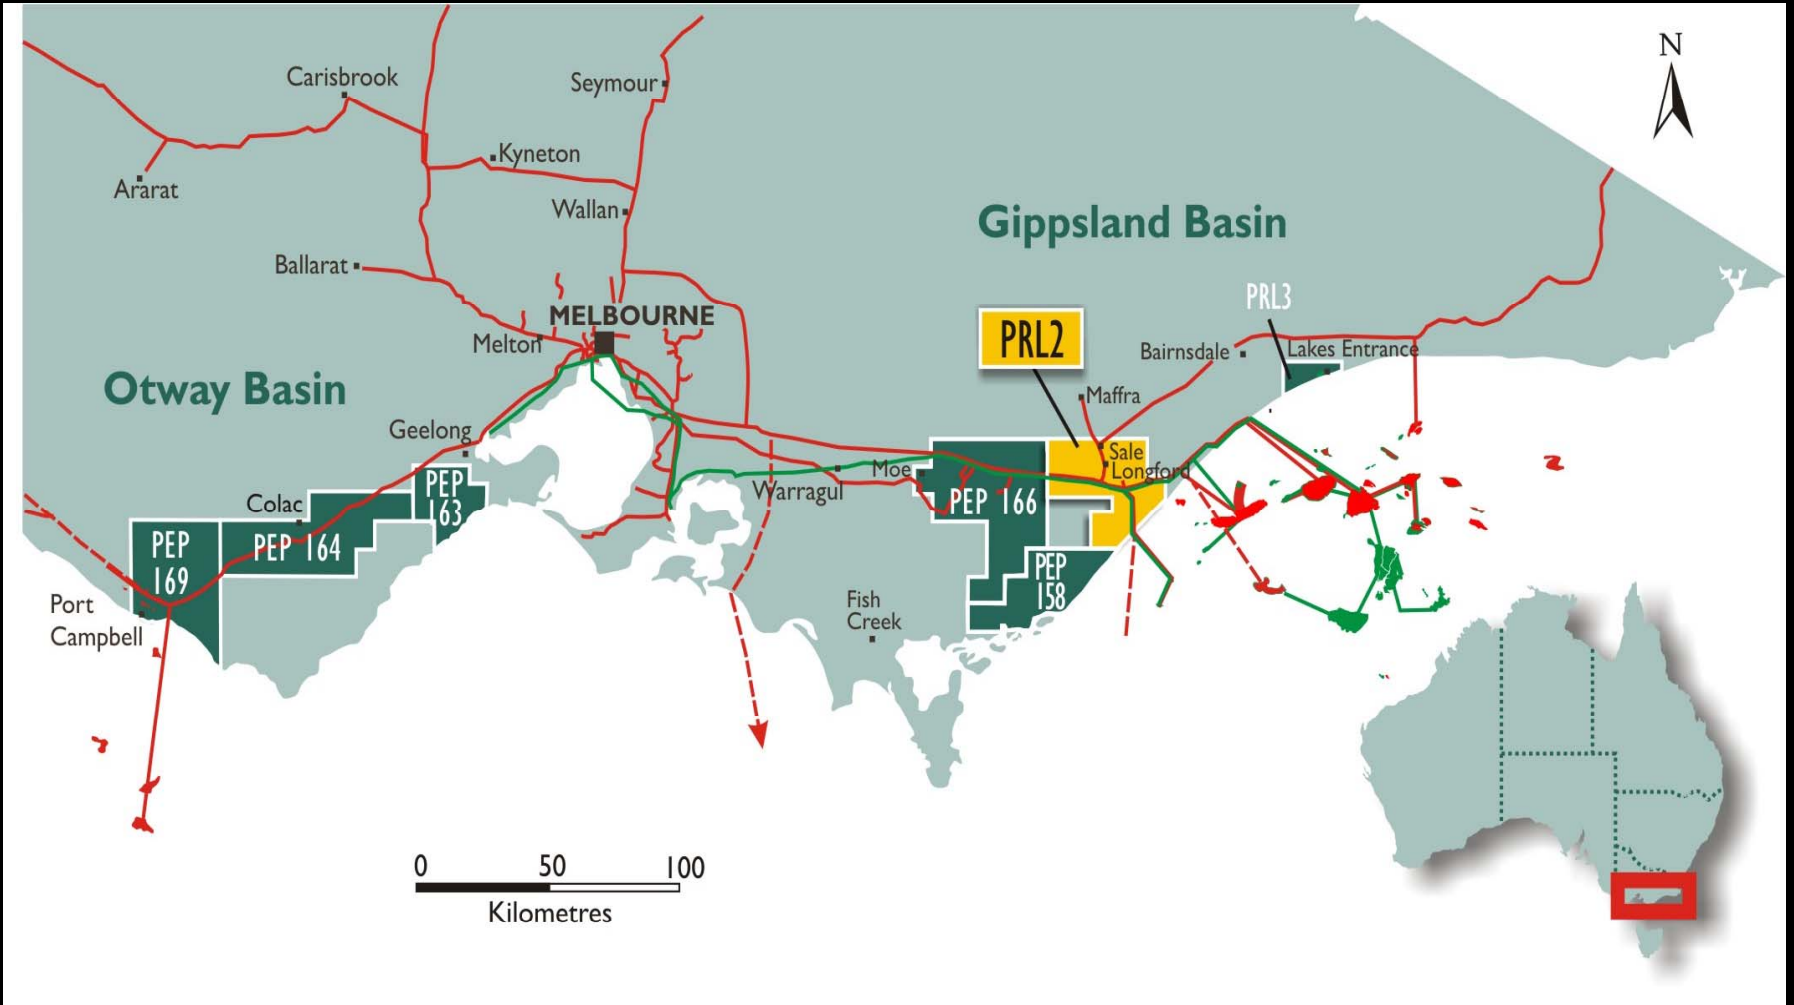 N
Carisbrook
Seymour
Kyneton
Ararat
Wallan
Gippsland Basin
Ballarat
PRL3
MELBOURNE
PRL2
Melton
Bairnsdale
Lakes Entrance
Otway Basin
Maffra
Geelong
Sale
Longford
Moe
Warragul
PEP
163
Colac
PEP 166
PEP
169
PEP 164
PEP
158
Port
Campbell
Fish
Creek
0 50 100
Kilometres